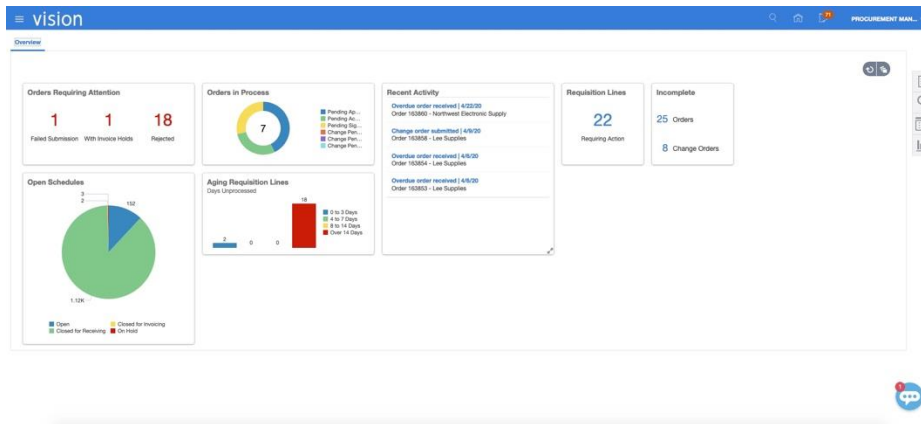 vision
71
PROCUREMENT MAN...
Overview
Orders Requiring Attention
1
1
18
Failed Submission
With Invoice Holds
Rejected
Orders in Process
7
Pending Ap...
Pending Ac...
Pending Sig...
Change Pen...
Change Pen...
Change Pen...
Recent Activity
Overdue order received | 4/22/20
Order 163860 - Northwest Electronic Supply
Change order submitted | 4/9/20
Order 163856 - Lee Supplies
Overdue order received | 4/6/20
Order 163854 - Lee Supplies
Overdue order received | 4/6/20
Order 163853 - Lee Supplies
Requisition Lines
22
Requiring Action
Incomplete
25 Orders
8 Change Orders
Open Schedules
3
2
152
1.12K
Open
Closed for Invoicing
Closed for Receiving
On Hold
Aging Requisition Lines
Days Unprocessed
18
2
0
0
0 to 3 Days
4 to 7 Days
8 to 14 Days
Over 14 Days
1